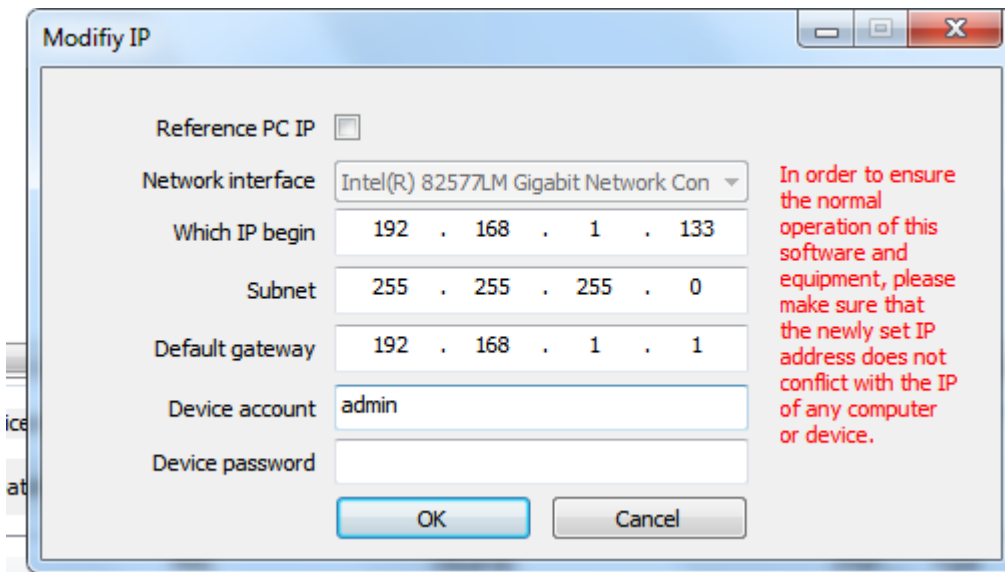 Modifiy IP
Reference PC IP
Network interface Intel(R) 82577LM Gigabit Network Con
Which IP begin 192 . 168 . 1 . 133
Subnet 255 . 255 . 255 . 0
Default gateway 192 . 168 . 1 . 1
Device account admin
Device password
OK Cancel
In order to ensure
the normal
operation of this
software and
equipment, please
make sure that
the newly set IP
address does not
conflict with the IP
of any computer
or device.